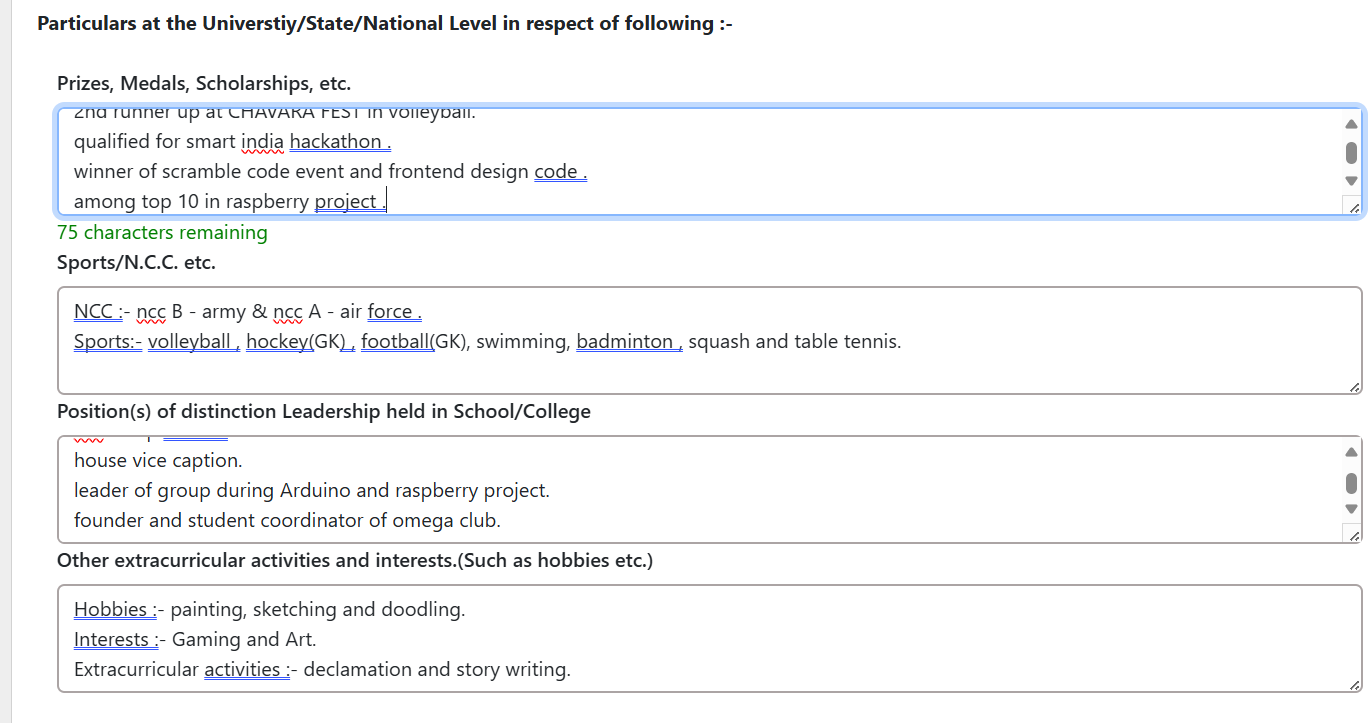 Particulars at the Universtiy/State/National Level in respect of following :-
Prizes, Medals, Scholarships, etc.
2nd runner up at CHAVARA FEST in volleyball.
qualified for smart india hackathon .
winner of scramble code event and frontend design code .
among top 10 in raspberry project .
75 characters remaining
Sports/N.C.C. etc.
NCC :- ncc B - army & ncc A - air force .
Sports:- volleyball , hockey(GK) , football(GK), swimming, badminton , squash and table tennis.
Position(s) of distinction Leadership held in School/College
house vice caption.
leader of group during Arduino and raspberry project.
founder and student coordinator of omega club.
Other extracurricular activities and interests.(Such as hobbies etc.)
Hobbies :- painting, sketching and doodling.
Interests :- Gaming and Art.
Extracurricular activities :- declamation and story writing.